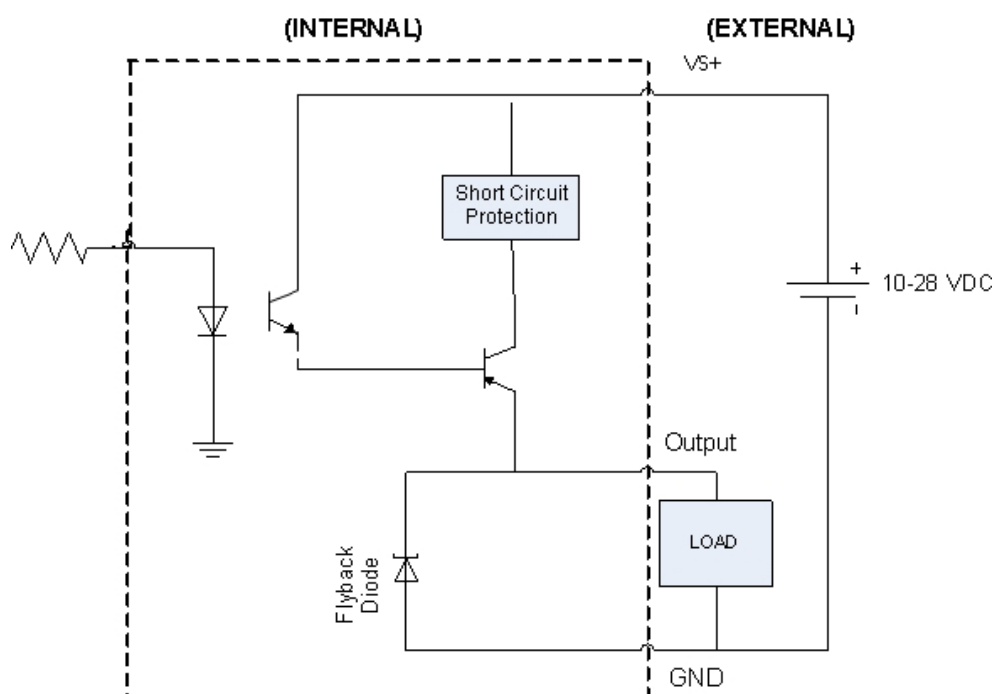 (INTERNAL)
(EXTERNAL)
VS+
Short Circuit
Protection
+
10-28 VDC
Output
LOAD
Flyback
Diode
GND